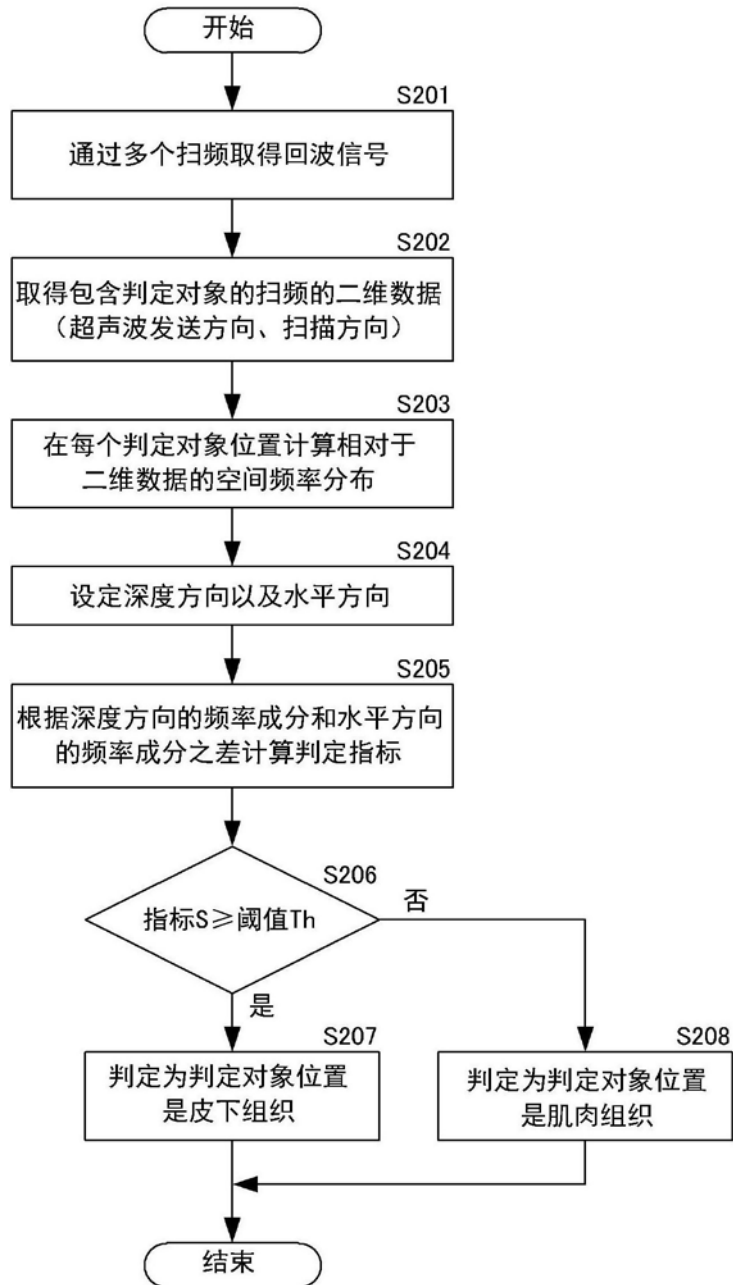 开始
S201
通过多个扫频取得回波信号
S202
取得包含判定对象的扫频的二维数据
（超声波发送方向、扫描方向）
S203
在每个判定对象位置计算相对于
二维数据的空间频率分布
S204
设定深度方向以及水平方向
S205
根据深度方向的频率成分和水平方向
的频率成分之差计算判定指标
S206
指标S≥阈值Th
否
是
S207
判定为判定对象位置
是皮下组织
S208
判定为判定对象位置
是肌肉组织
结束